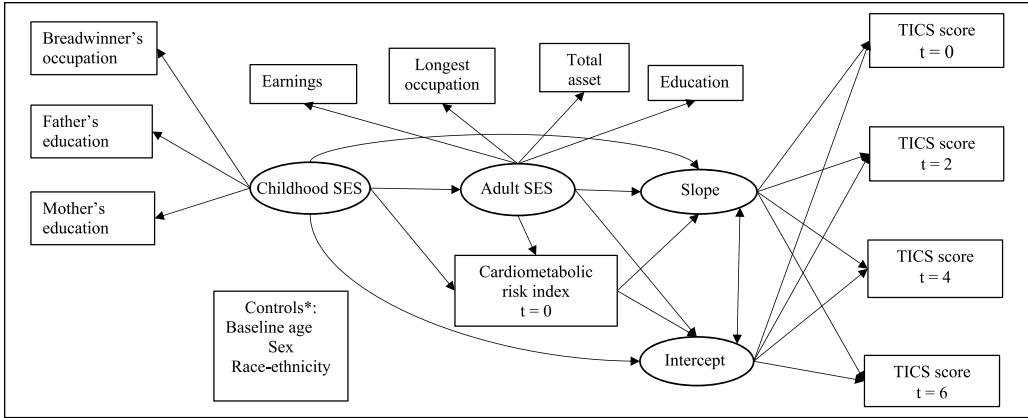 Breadwinner's
occupation
Father's
education
Mother's
education
Earnings
Longest
occupation
Total
asset
Education
Childhood SES
Adult SES
Slope
Cardiometabolic
risk index
t = 0
Intercept
Controls*:
Baseline age
Sex
Race-ethnicity
TICS score
t = 0
TICS score
t = 2
TICS score
t = 4
TICS score
t = 6